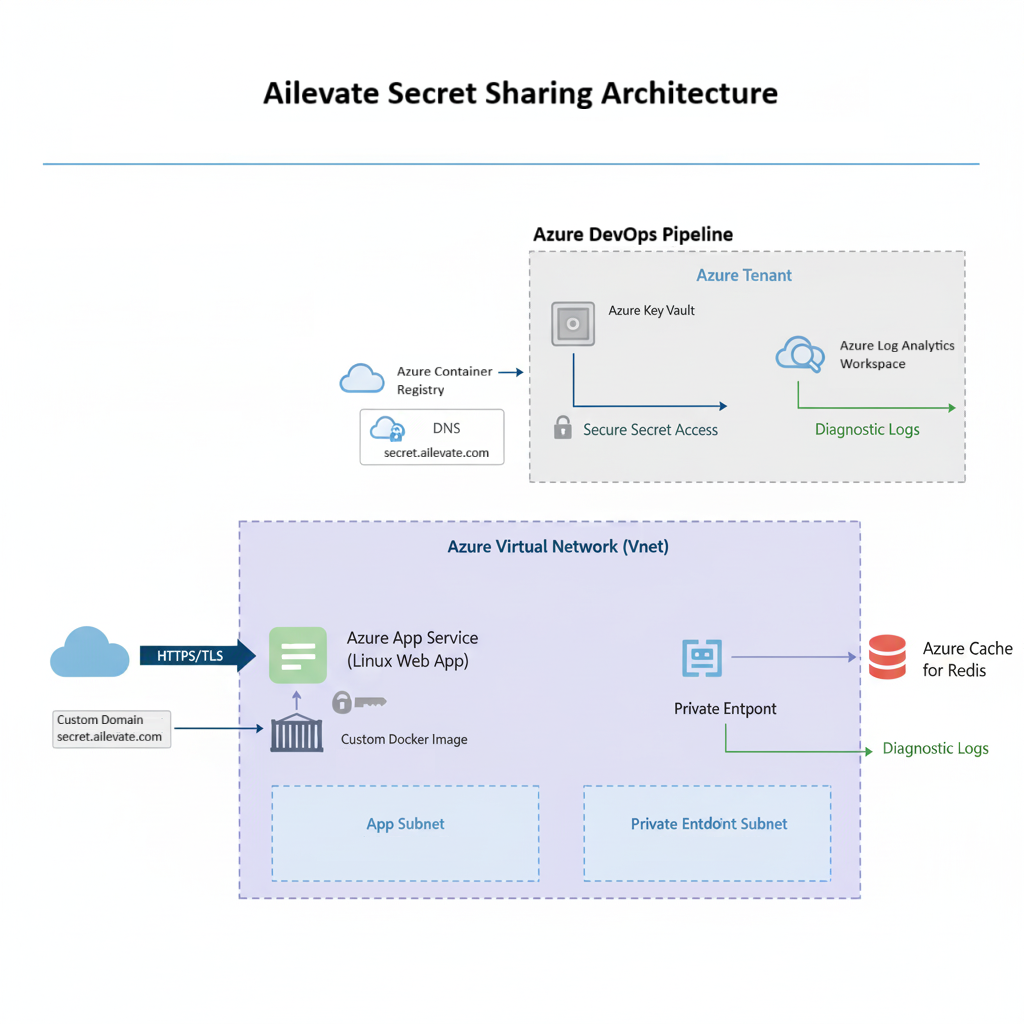 Ailevate Secret Sharing Architecture
Azure DevOps Pipeline
Azure Tenant
Azure Key Vault
Azure Log Analytics
Workspace
Azure Container
Registry
DNS
secret.ailevate.com
Secure Secret Access
Diagnostic Logs
Azure Virtual Network (Vnet)
HTTPS/TLS
Azure App Service
(Linux Web App)
Azure Cache
for Redis
Private Entpont
Custom Domain
secret.ailevate.com
Custom Docker Image
Diagnostic Logs
App Subnet
Private Entdoint Subnet